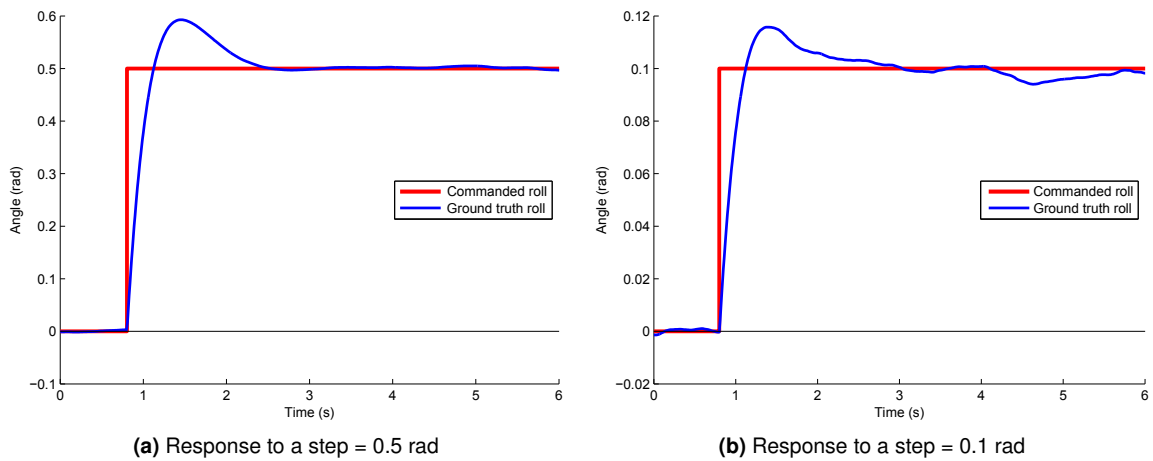 0.6
0.5
0.4
0.3
0.2
0.1
0
−0.1
Angle (rad)
Commanded roll
Ground truth roll
0 1 2 3 4 5 6
Time (s)
(a) Response to a step = 0.5 rad
0.12
0.1
0.08
0.06
0.04
0.02
0
−0.02
Angle (rad)
Commanded roll
Ground truth roll
0 1 2 3 4 5 6
Time (s)
(b) Response to a step = 0.1 rad